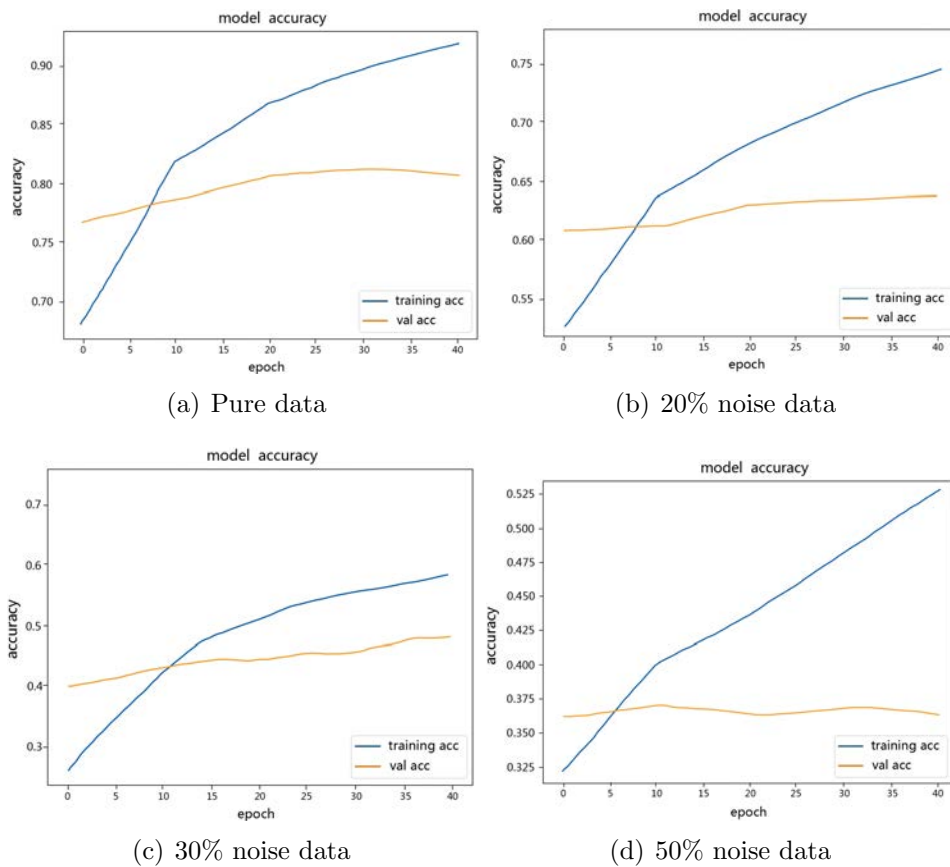 model accuracy
0.90
0.85
0.80
0.75
0.70
accuracy
training acc
val acc
0 5 10 15 20 25 30 35 40
epoch
(a) Pure data
model accuracy
0.75
0.70
0.65
0.60
0.55
accuracy
training acc
val acc
0 5 10 15 20 25 30 35 40
epoch
(b) 20% noise data
model accuracy
0.7
0.6
0.5
0.4
0.3
accuracy
training acc
val acc
0 5 10 15 20 25 30 35 40
epoch
(c) 30% noise data
model accuracy
0.525
0.500
0.475
0.450
0.425
0.400
0.375
0.350
0.325
accuracy
training acc
val acc
0 5 10 15 20 25 30 35 40
epoch
(d) 50% noise data